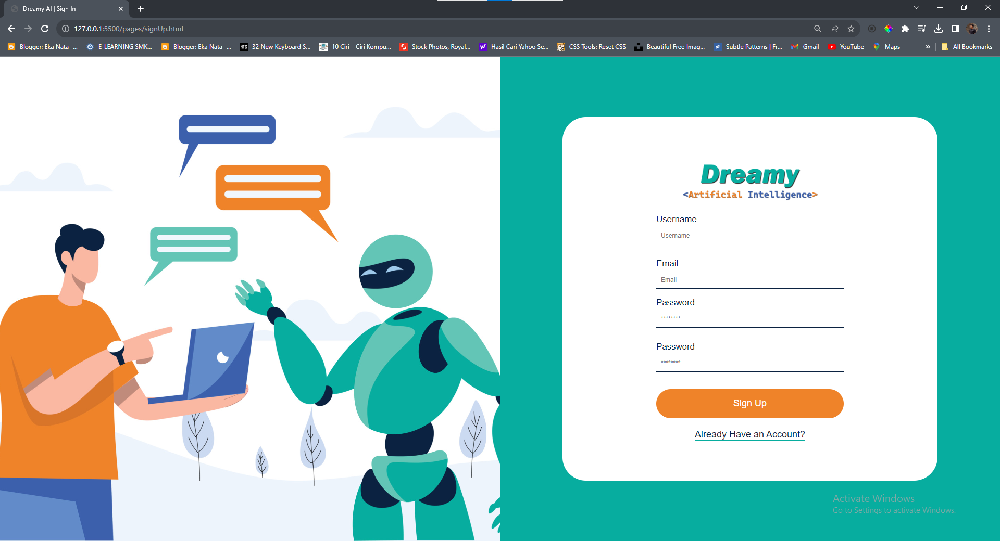 Dreamy AI | Sign In
127.0.0.1:5500/pages/signUp.html
Blogger: Eka Nata -...
E-LEARNING SMK...
Blogger: Eka Nata -...
HTG
32 New Keyboard S...
10 Ciri – Ciri Kompu...
Stock Photos, Royal...
y!
Hasil Cari Yahoo Se...
CSS Tools: Reset CSS
Beautiful Free Imag...
Subtle Patterns | Fr...
Gmail
YouTube
Maps
»
All Bookmarks
Dreamy
<Artificial Intelligence>
Username
Username
Email
Email
Password
********
Password
********
Sign Up
Already Have an Account?
Activate Windows
Go to Settings to activate Windows.